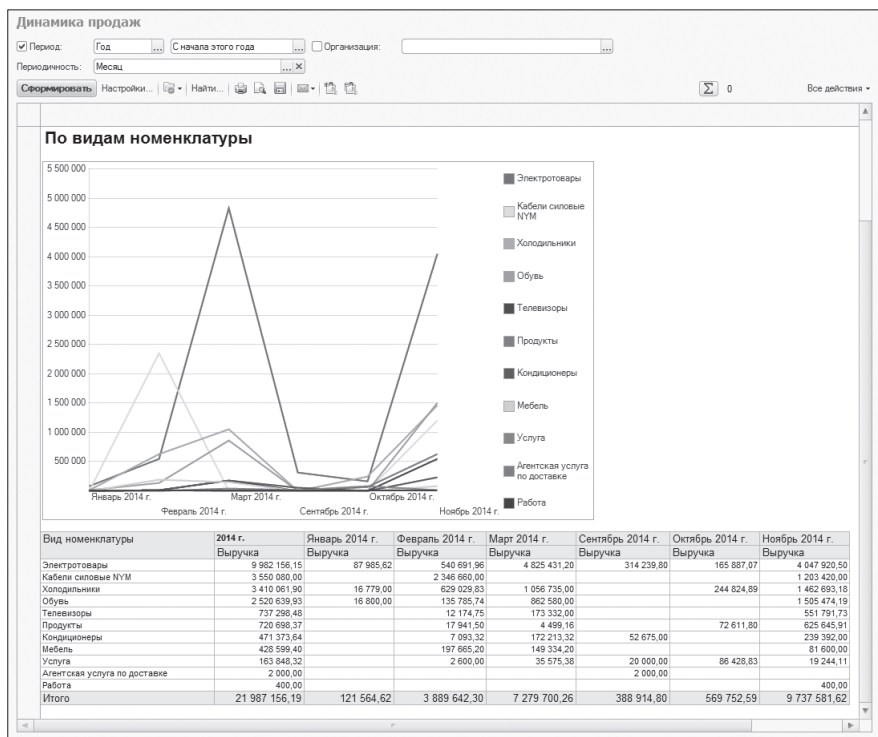 Динамика продаж
Период: Год ... С начала этого года ... Организация: ...
Периодичность: Месяц ... X
Сформировать Настройки... Найти... Σ 0 Все действия
По видам номенклатуры
5 500 000
5 000 000
4 500 000
4 000 000
3 500 000
3 000 000
2 500 000
2 000 000
1 500 000
1 000 000
500 000
Январь 2014 г. Март 2014 г. Октябрь 2014 г.
Февраль 2014 г. Сентябрь 2014 г. Ноябрь 2014 г.
Электротовары
Кабели силовые
NYM
Холодильники
Обувь
Телевизоры
Продукты
Кондиционеры
Мебель
Услуга
Агентская услуга
по доставке
Работа
Вид номенклатуры 2014 г. Январь 2014 г. Февраль 2014 г. Март 2014 г. Сентябрь 2014 г. Октябрь 2014 г. Ноябрь 2014 г.
Выручка Выручка Выручка Выручка Выручка Выручка Выручка
Электротовары 9 982 156,15 87 985,62 540 691,96 4 825 431,20 314 239,80 165 887,07 4 047 920,50
Кабели силовые NYM 3 550 080,00 2 346 660,00 1 203 420,00
Холодильники 3 410 061,90 16 779,00 629 029,83 1 056 735,00 244 824,89 1 462 693,18
Обувь 2 520 639,93 16 800,00 135 785,74 862 580,00 1 505 474,19
Телевизоры 737 298,48 12 174,75 173 332,00 551 791,73
Продукты 720 698,37 17 941,50 4 499,16 72 611,80 625 645,91
Кондиционеры 471 373,64 7 093,32 172 213,32 52 675,00 239 392,00
Мебель 428 599,40 197 665,20 149 334,20 81 600,00
Услуга 163 848,32 2 600,00 35 575,38 20 000,00 86 428,83 19 244,11
Агентская услуга по доставке 2 000,00 2 000,00
Работа 400,00 400,00
Итого 21 987 156,19 121 564,62 3 889 642,30 7 279 700,26 388 914,80 569 752,59 9 737 581,62